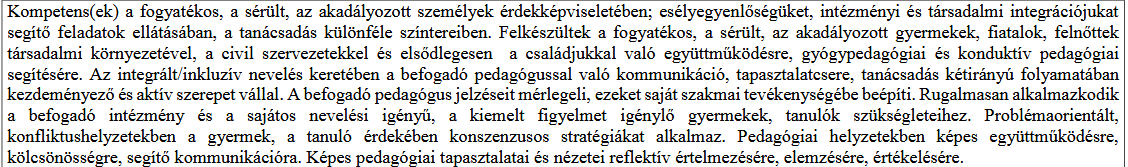 Kompetens(ek) a fogyatékos, a sérült, az akadályozott személyek érdekképviseletében; esélyegyenlőségüket, intézményi és társadalmi integrációjukat
segítő feladatok ellátásában, a tanácsadás különféle színtereiben. Felkészültek a fogyatékos, a sérült, az akadályozott gyermekek, fiatalok, felnőttek
társadalmi környezetével, a civil szervezetekkel és elsődlegesen a családjukkal való együttműködésre, gyógypedagógiai és konduktív pedagógiai
segítésére. Az integrált/inkluzív nevelés keretében a befogadó pedagógussal való kommunikáció, tapasztalatcsere, tanácsadás kétirányú folyamatában
kezdeményező és aktív szerepet vállal. A befogadó pedagógus jelzéseit mérlegeli, ezeket saját szakmai tevékenységébe beépíti. Rugalmasan alkalmazkodik
a befogadó intézmény és a sajátos nevelési igényű, a kiemelt figyelmet igénylő gyermekek, tanulók szükségleteihez. Problémaorientált,
konfliktushelyzetekben a gyermek, a tanuló érdekében konszenzusos stratégiákat alkalmaz. Pedagógiai helyzetekben képes együttműködésre,
kölcsönösségre, segítő kommunikációra. Képes pedagógiai tapasztalatai és nézetei reflektív értelmezésére, elemzésére, értékelésére.